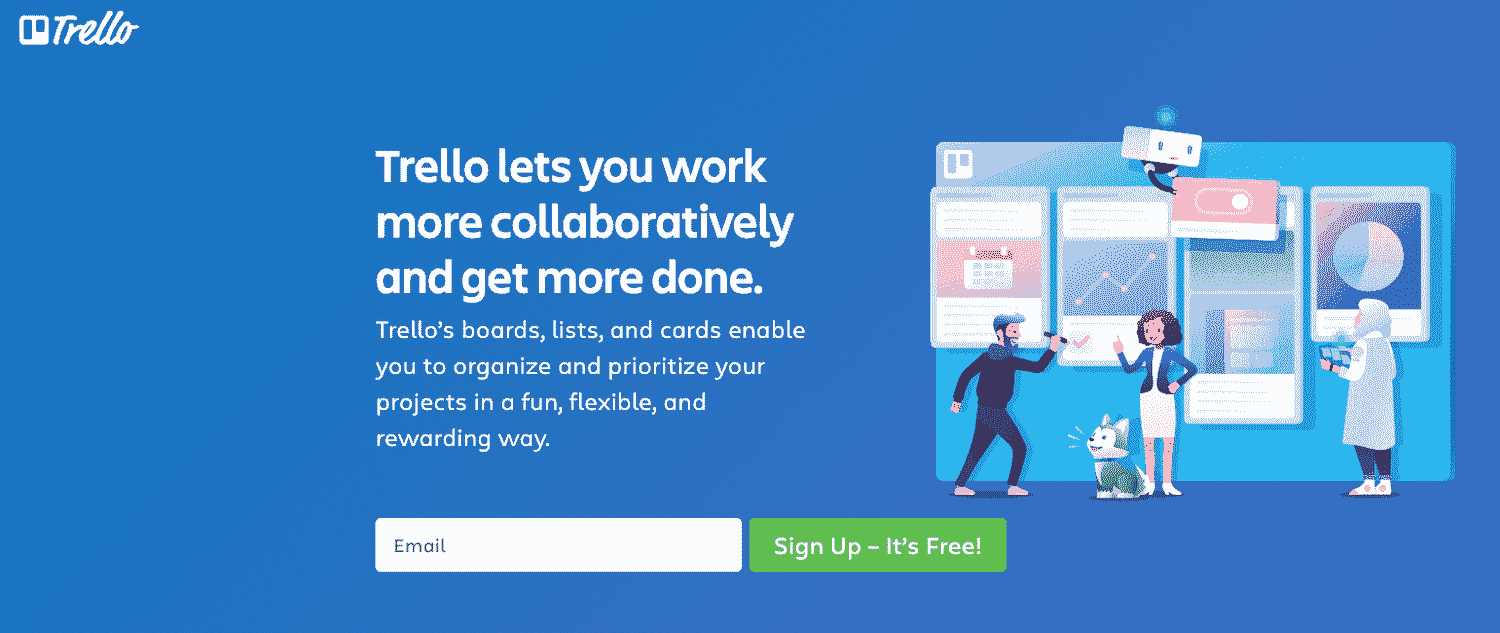 Trello
Trello lets you work
more collaboratively
and get more done.
Trello’s boards, lists, and cards enable
you to organize and prioritize your
projects in a fun, flexible, and
rewarding way.
Email
Sign Up – It’s Free!